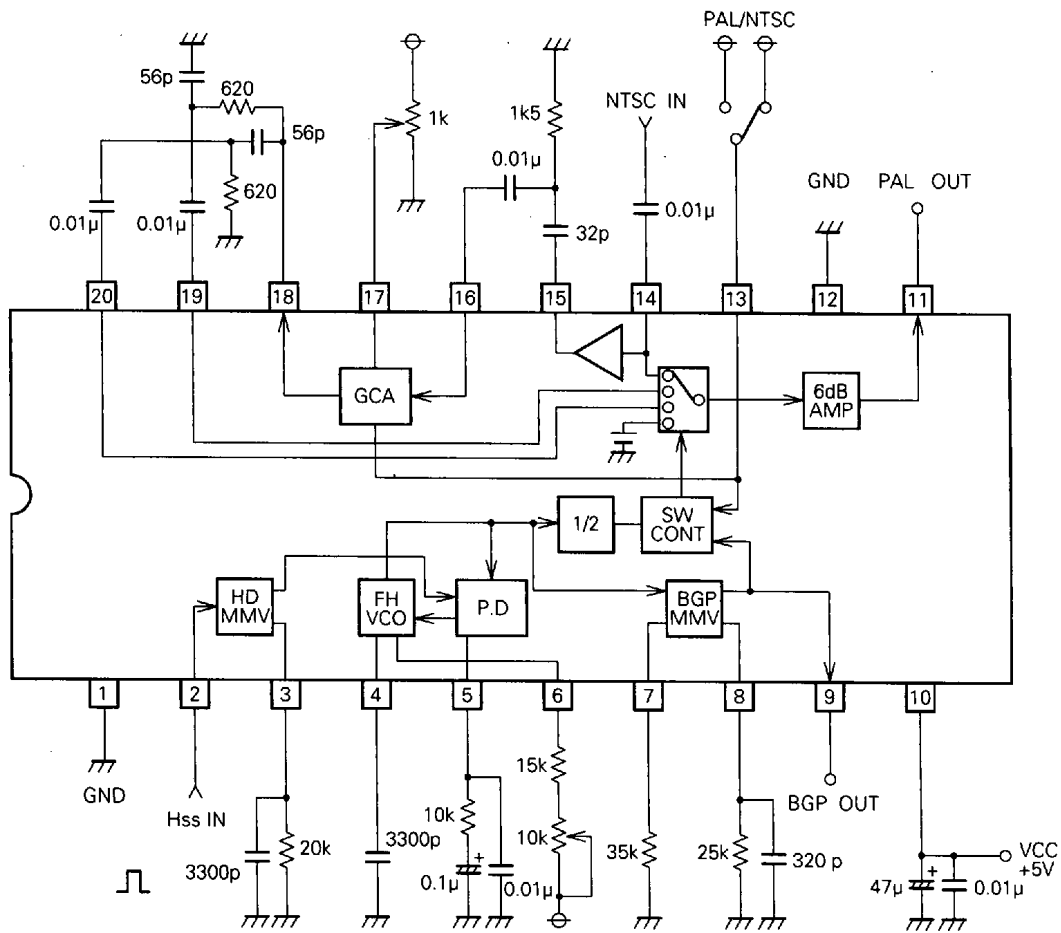 PAL/NTSC
56p
620
56p
1k
1k5
NTSC IN
0.01µ
620
GND
PAL OUT
0.01µ
0.01µ
32p
0.01µ
20
19
18
17
16
15
14
13
12
11
GCA
6dB
AMP
1/2
SW
CONT
HD
MMV
FH
VCO
P.D
BGP
MMV
1
2
3
4
5
6
7
8
9
10
GND
Hss IN
15k
BGP OUT
3300p
20k
3300p
10k
+
0.1µ
0.01µ
10k
35k
25k
320 p
VCC
+5V
47µ
+
0.01µ